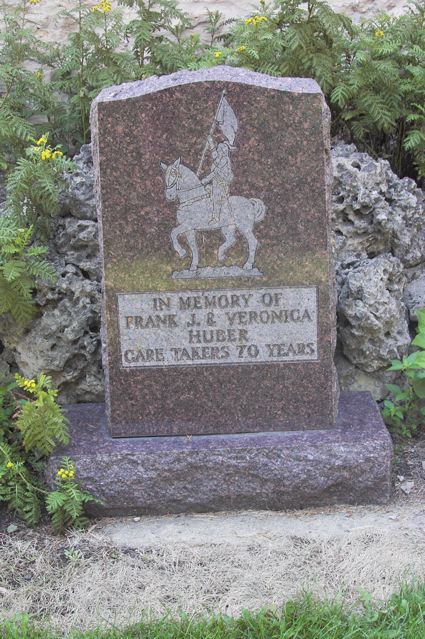 IN MEMORY OF
FRANK J. & VERONICA
HUBER
CARE TAKERS 70 YEARS